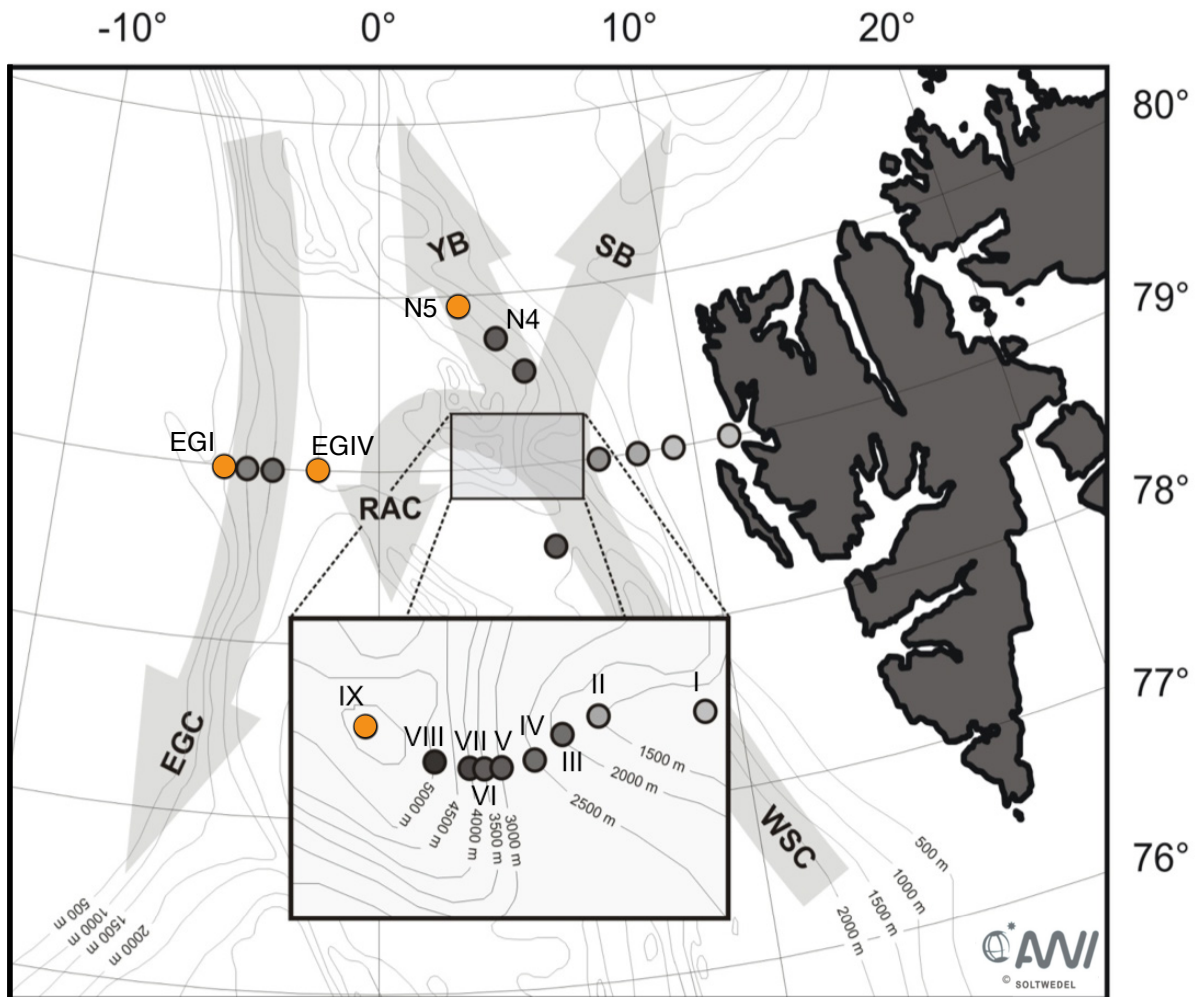 -10° 0° 10° 20°
80°
YB SB
79°
N5 N4
EGI EGIV
78°
RAC
IX II I
77°
VIII VII V IV
III
VI
EGC
1500 m
2000 m
2500 m
5000 m
4500 m
4000 m
3500 m
3000 m
WSC
76°
500 m
1000 m
1500 m
2000 m
500 m
1000 m
1500 m
2000 m
AWI
© SOLTWEDEL